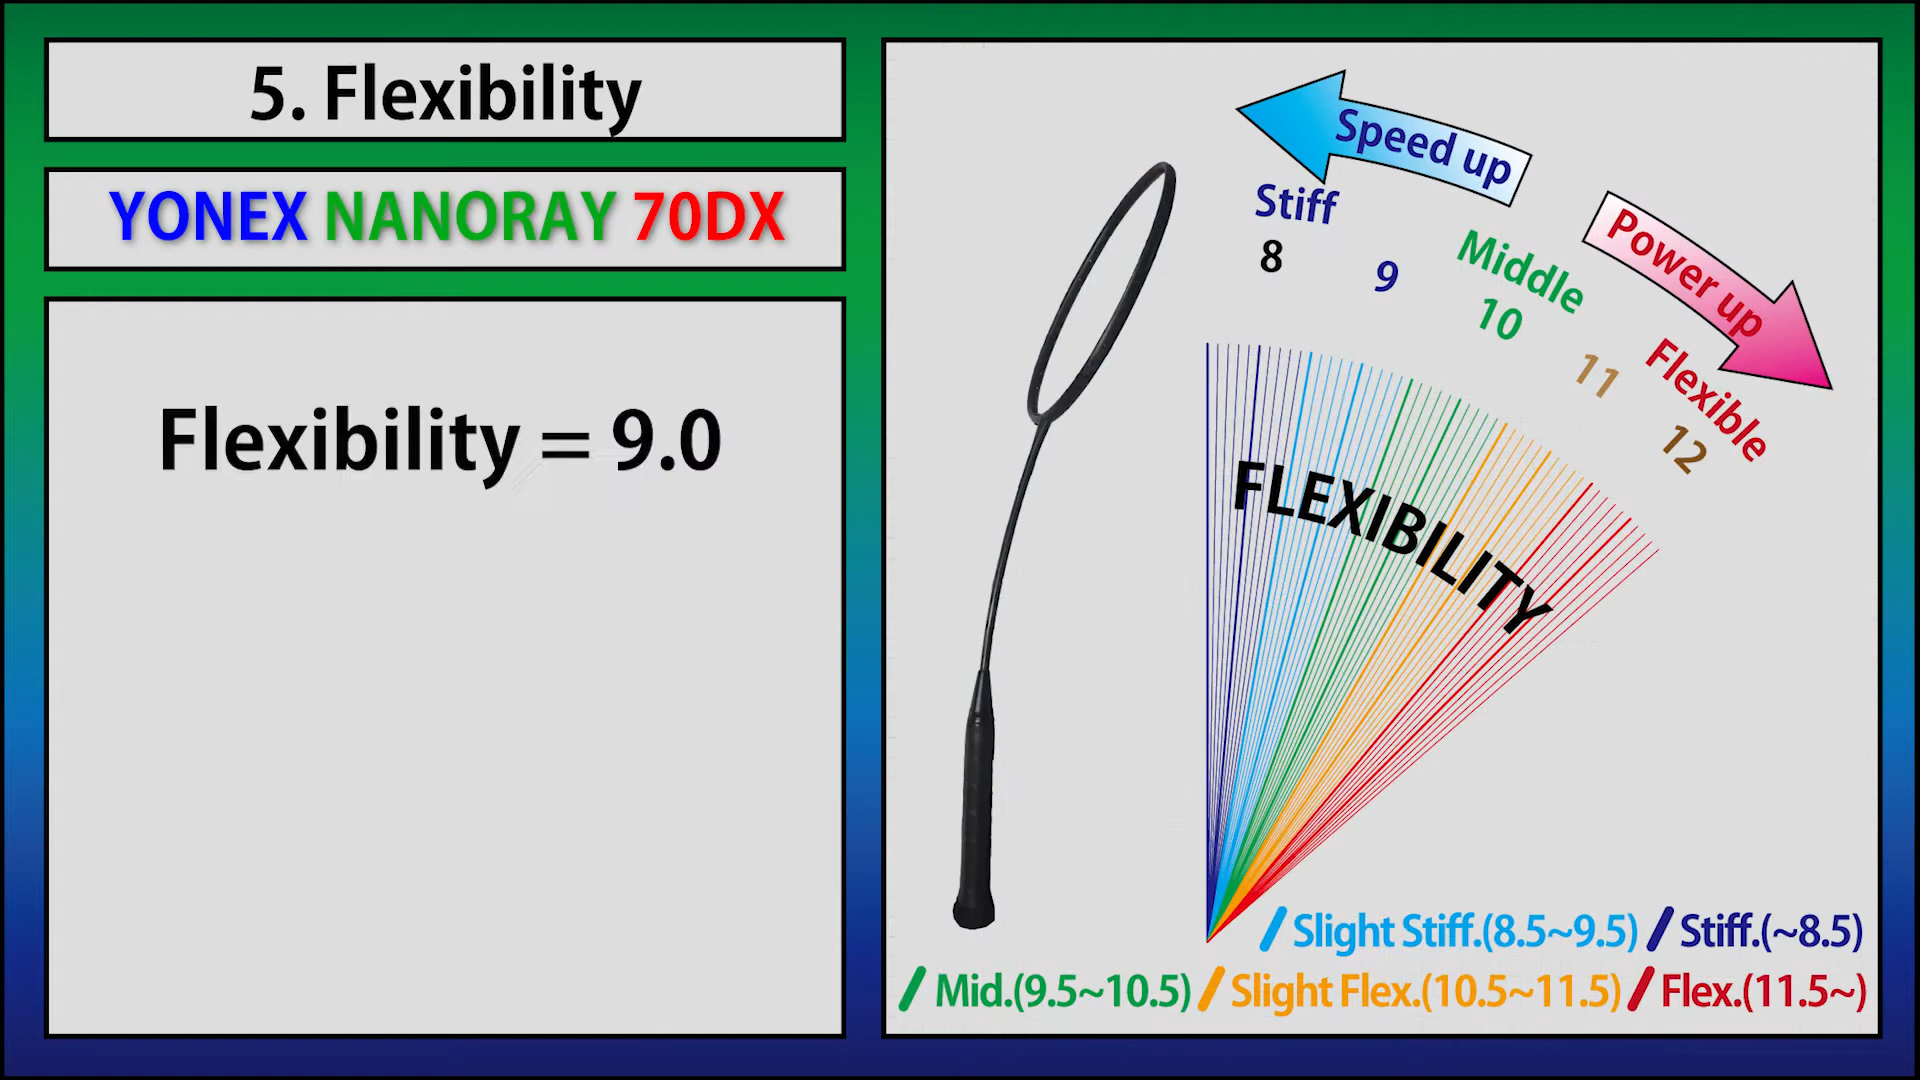 5. Flexibility
YONEX NANORAY 70DX
Flexibility = 9.0
Speed up
Power up
Stiff
8
9
Middle
10
11
Flexible
12
FLEXIBILITY
Slight Stiff.(8.5~9.5) Stiff.(~8.5)
Mid.(9.5~10.5) Slight Flex.(10.5~11.5) Flex.(11.5~)